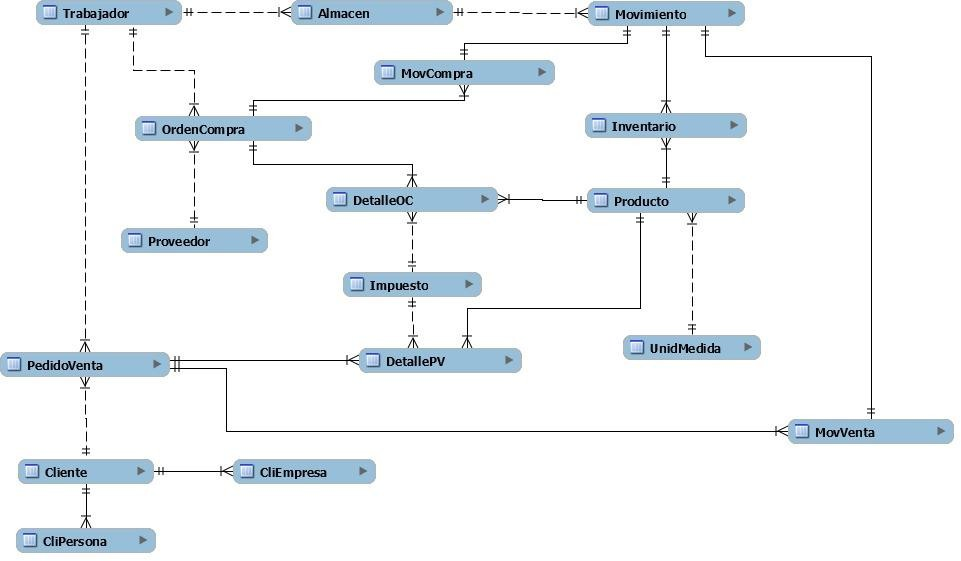 Trabajador
Almacen
Movimiento
MovCompra
OrdenCompra
Inventario
DetalleOC
Producto
Proveedor
Impuesto
UnidMedida
PedidoVenta
DetallePV
MovVenta
Cliente
CliEmpresa
CliPersona